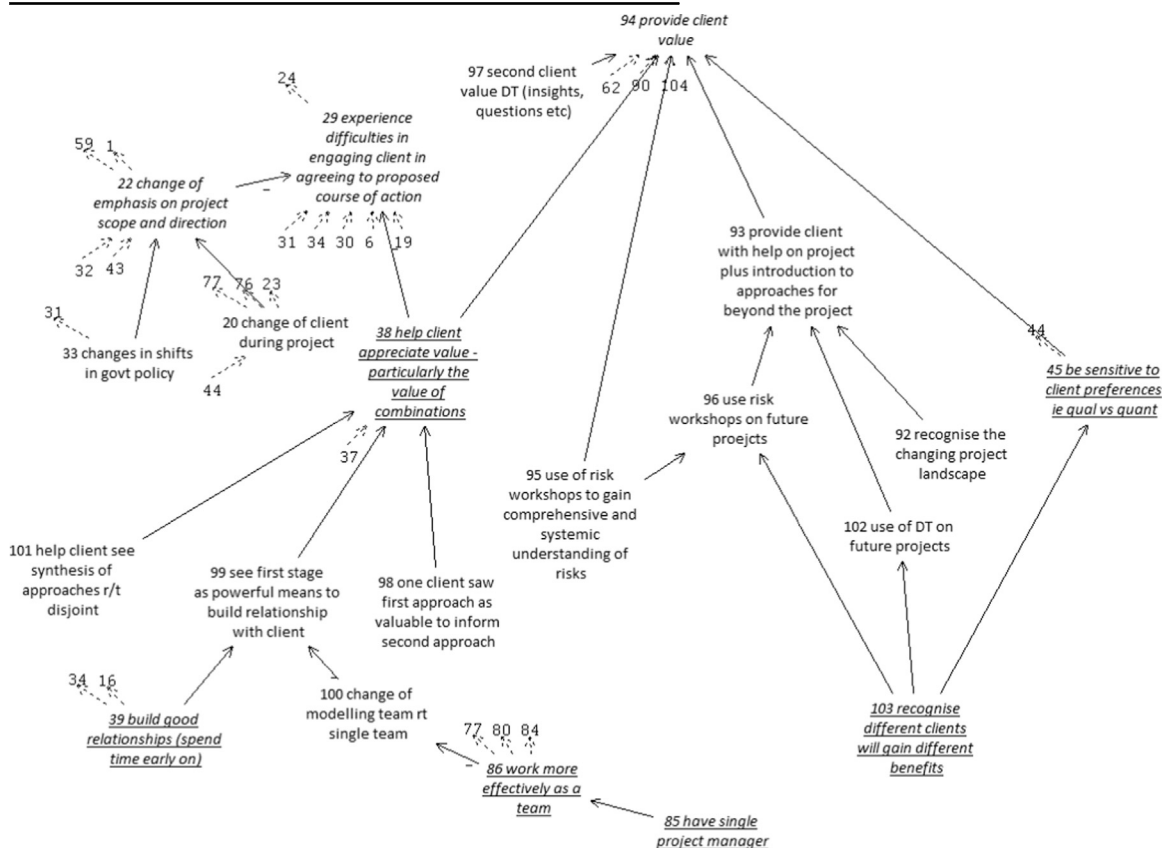 94 provide client
value
97 second client
value DT (insights,
questions etc)
62 90 104
24
29 experience
difficulties in
engaging client in
agreeing to proposed
course of action
59 1
22 change of
emphasis on project
scope and direction
-
31 34 30 6 -19
32 43
77 76 23
31
20 change of client
during project
33 changes in shifts
in govt policy
44
38 help client
appreciate value -
particularly the
value of
combinations
37
93 provide client
with help on project
plus introduction to
approaches for
beyond the project
44
45 be sensitive to
client preferences
ie qual vs quant
96 use risk
workshops on future
proejcts
92 recognise the
changing project
landscape
95 use of risk
workshops to gain
comprehensive and
systemic
understanding of
risks
102 use of DT on
future projects
101 help client see
synthesis of
approaches r/t
disjoint
99 see first stage
as powerful means to
build relationship
with client
98 one client saw
first approach as
valuable to inform
second approach
34 16
39 build good
relationships (spend
time early on)
-
100 change of
modelling team rt
single team
77 80 84
-
86 work more
effectively as a
team
103 recognise
different clients
will gain different
benefits
85 have single
project manager